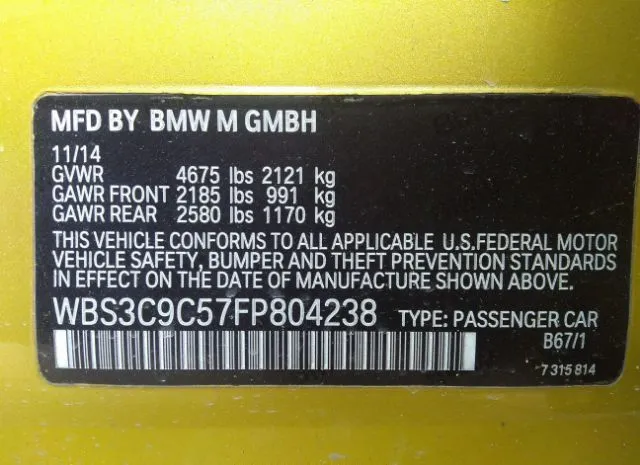 MFD BY BMW M GMBH
11/14
GVWR 4675 lbs 2121 kg
GAWR FRONT 2185 lbs 991 kg
GAWR REAR 2580 lbs 1170 kg
THIS VEHICLE CONFORMS TO ALL APPLICABLE U.S.FEDERAL MOTOR
VEHICLE SAFETY, BUMPER AND THEFT PREVENTION STANDARDS
IN EFFECT ON THE DATE OF MANUFACTURE SHOWN ABOVE.
WBS3C9C57FP804238 TYPE: PASSENGER CAR
B67/1
7 315 814